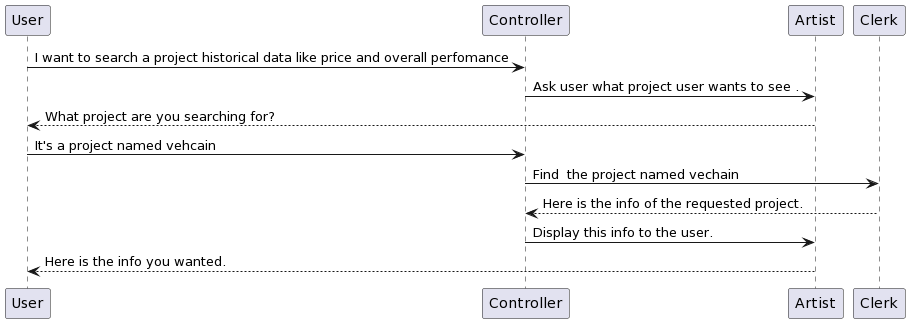 User Controller Artist Clerk
I want to search a project historical data like price and overall perfomance
Ask user what project user wants to see .
What project are you searching for?
It's a project named vehcain
Find  the project named vechain
Here is the info of the requested project.
Display this info to the user.
Here is the info you wanted.
User Controller Artist Clerk